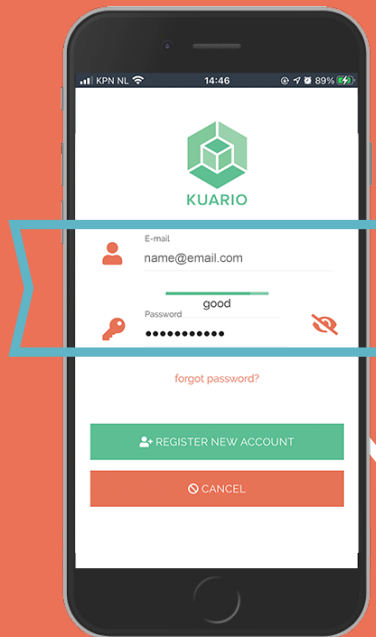 KPN NL 14:46 89%
KUARIO
E-mail
name@email.com
good
Password
forgot password?
REGISTER NEW ACCOUNT
CANCEL